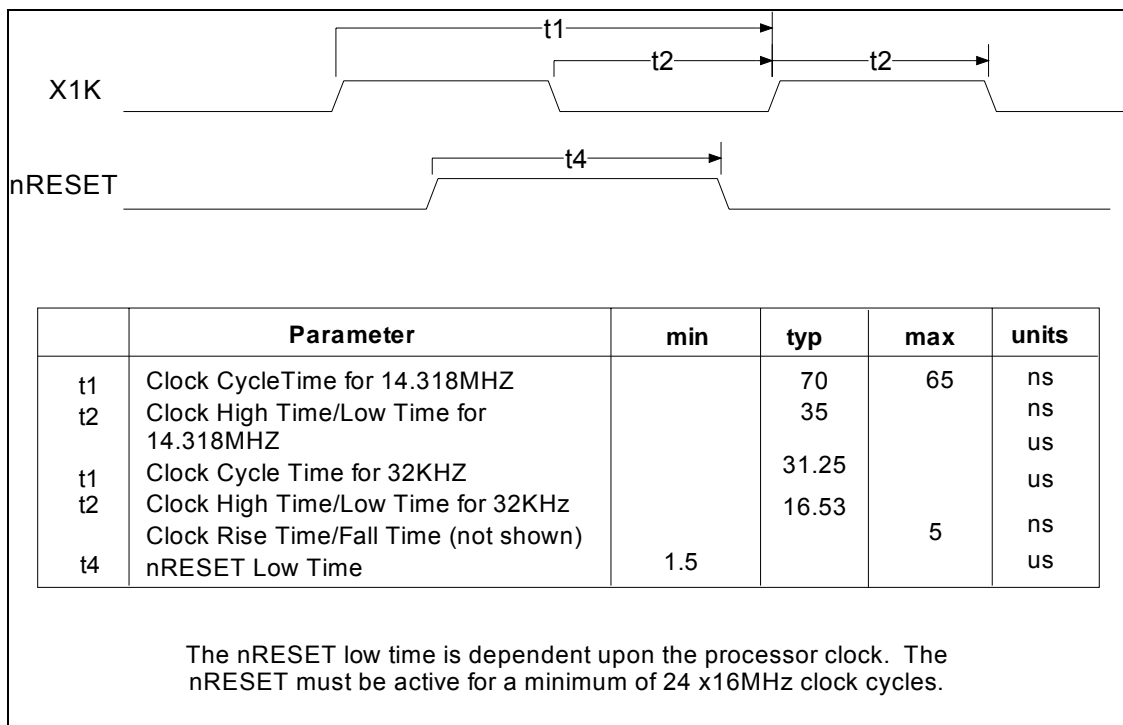 t1
t2 t2
X1K
t4
nRESET
Parameter min typ max units
t1 Clock CycleTime for 14.318MHZ 70 65 ns
t2 Clock High Time/Low Time for 35 ns
14.318MHZ us
t1 Clock Cycle Time for 32KHZ 31.25 us
t2 Clock High Time/Low Time for 32KHz 16.53
Clock Rise Time/Fall Time (not shown) 5 ns
t4 nRESET Low Time 1.5 us
The nRESET low time is dependent upon the processor clock. The
nRESET must be active for a minimum of 24 x16MHz clock cycles.